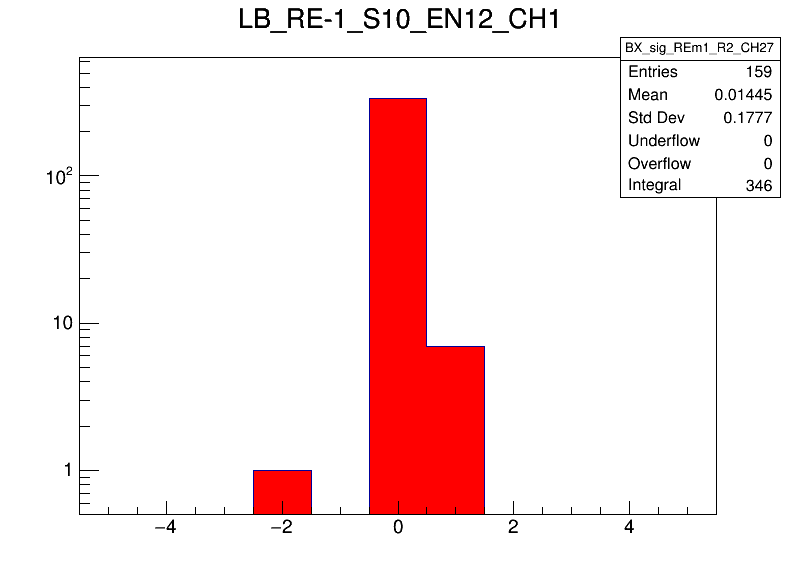 LB_RE-1_S10_EN12_CH1
BX_sig_REm1_R2_CH27
Entries 159
Mean 0.01445
Std Dev 0.1777
Underflow 0
Overflow 0
Integral 346
10²
10
1
−4 −2 0 2 4